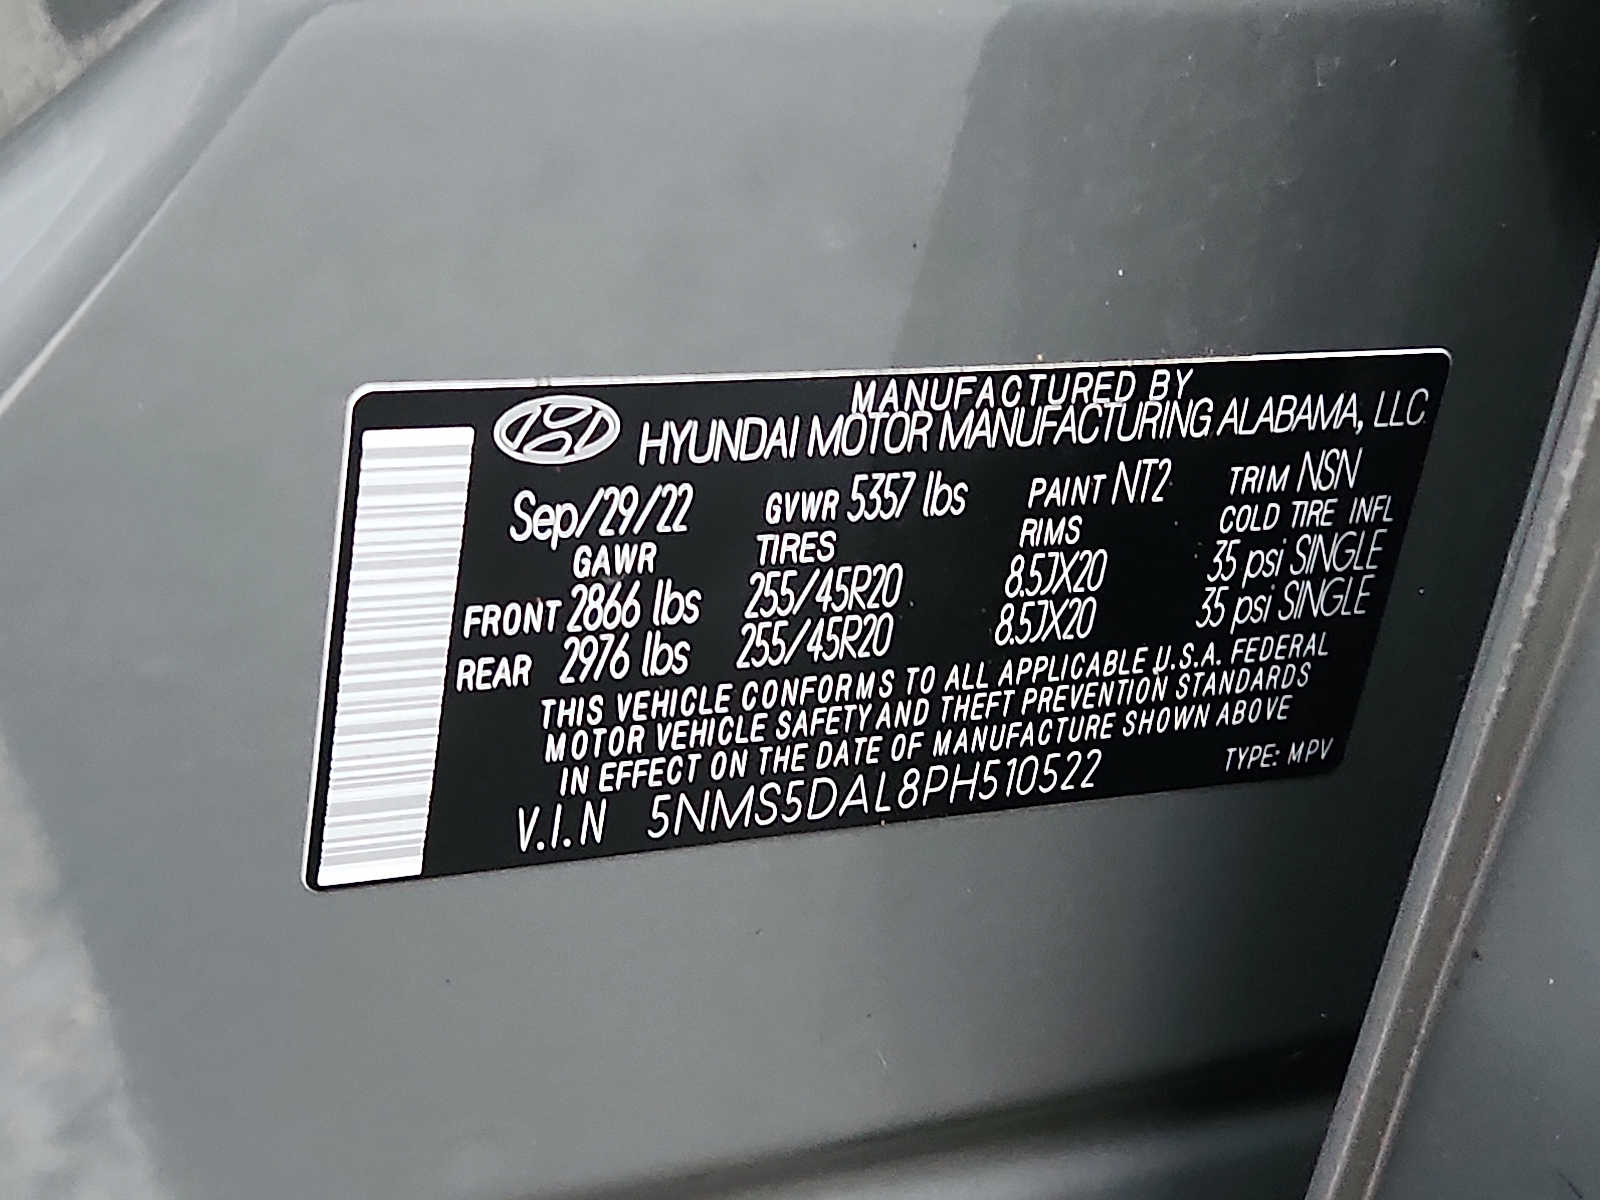 MANUFACTURED BY
HYUNDAI MOTOR MANUFACTURING ALABAMA, LLC
Sep/29/22 GVWR 5357 lbs PAINT NT2 TRIM NSN
GAWR TIRES RIMS COLD TIRE INFL
FRONT 2866 lbs 255/45R20 8.5JX20 35 psi SINGLE
REAR 2976 lbs 255/45R20 8.5JX20 35 psi SINGLE
THIS VEHICLE CONFORMS TO ALL APPLICABLE U.S.A. FEDERAL
MOTOR VEHICLE SAFETY AND THEFT PREVENTION STANDARDS
IN EFFECT ON THE DATE OF MANUFACTURE SHOWN ABOVE
V.I.N 5NMS5DAL8PH510522 TYPE: MPV